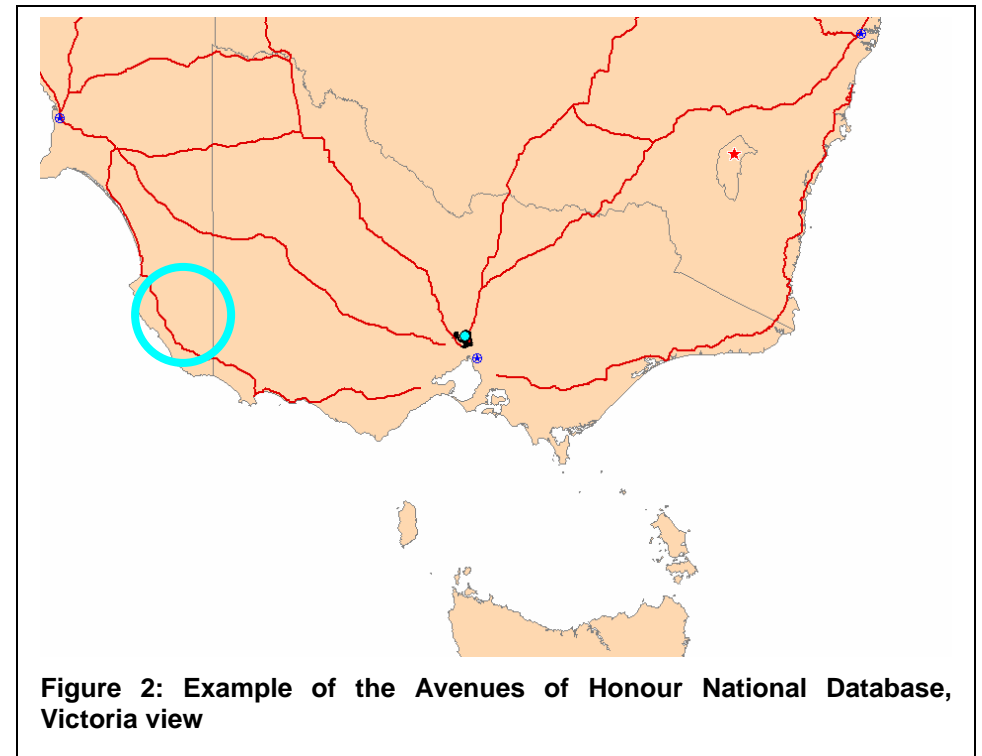 Figure 2: Example of the Avenues of Honour National Database,
Victoria view